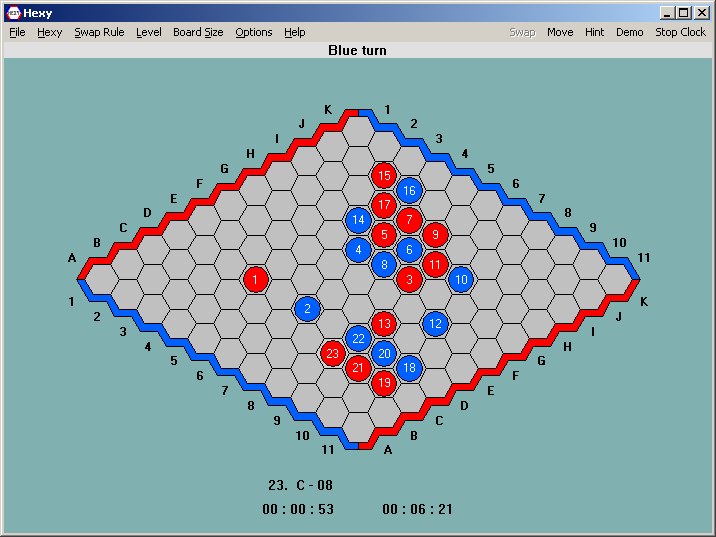 Hexy
File Hexy Swap Rule Level Board Size Options Help Swap Move Hint Demo Stop Clock
Blue turn
K 1
J 2
I 3
H 4
G 5
15
F 16 6
E 17 7
D 14 7 8
C 5 9 9
B 4 6 10
A 8 11 11
1 1 3 10 K
2 2 J
3 13 12 I
4 22 H
5 23 20 G
6 21 18 F
7 19 E
8 D
9 C
10 B
11 A
23. C - 08
00 : 00 : 53 00 : 06 : 21